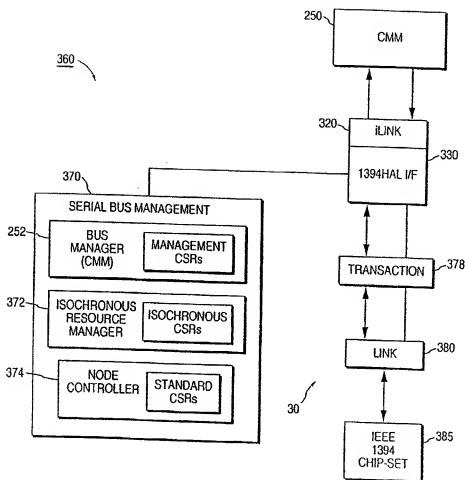 250
CMM
360
320
iLINK
330
1394HAL I/F
370
SERIAL BUS MANAGEMENT
252
BUS
MANAGER
(CMM)
MANAGEMENT
CSRs
378
TRANSACTION
372
ISOCHRONOUS
RESOURCE
MANAGER
ISOCHRONOUS
CSRs
LINK
380
374
NODE
CONTROLLER
STANDARD
CSRs
30
IEEE
1394
CHIP-SET
385